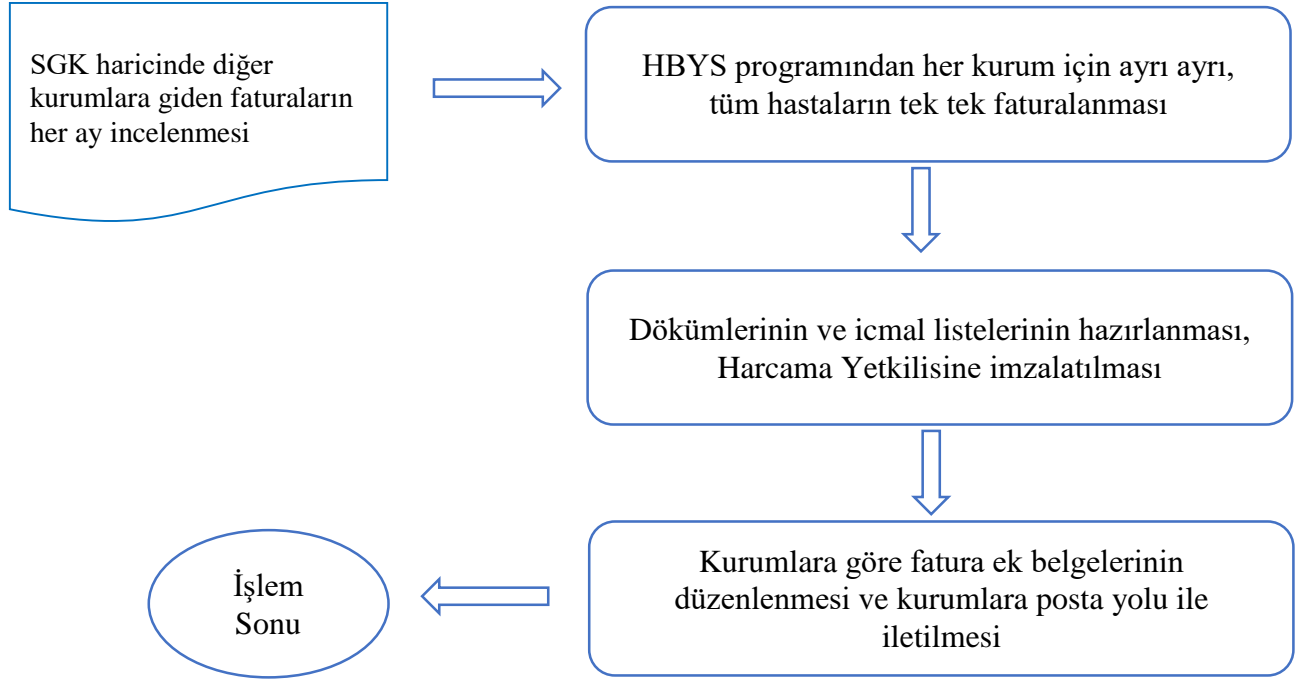 SGK haricinde diğer
kurumlara giden faturaların
her ay incelenmesi
HBYS programından her kurum için ayrı ayrı,
tüm hastaların tek tek faturalanması
Dökümlerinin ve icmal listelerinin hazırlanması,
Harcama Yetkilisine imzalatılması
Kurumlara göre fatura ek belgelerinin
düzenlenmesi ve kurumlara posta yolu ile
iletilmesi
İşlem
Sonu